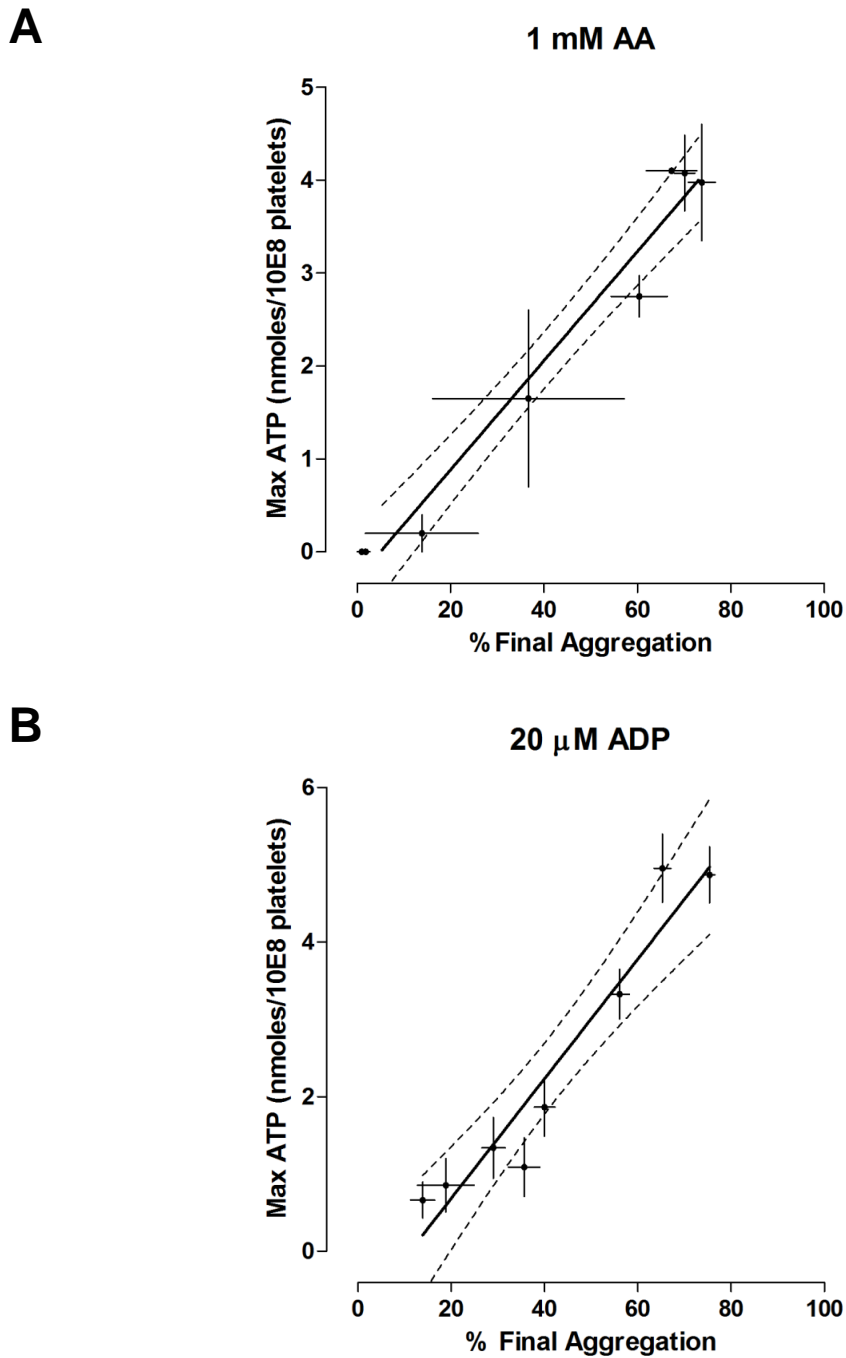 A
1 mM AA
Max ATP (nmoles/10E8 platelets)
5
4
3
2
1
0
0 20 40 60 80 100
% Final Aggregation
B
20 μM ADP
Max ATP (nmoles/10E8 platelets)
6
4
2
0
0 20 40 60 80 100
% Final Aggregation